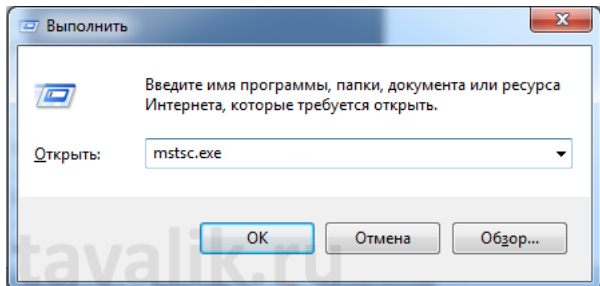 Выполнить
Введите имя программы, папки, документа или ресурса
Интернета, которые требуется открыть.
Открыть: mstsc.exe
OK Отмена Обзор...
tavalik.ru